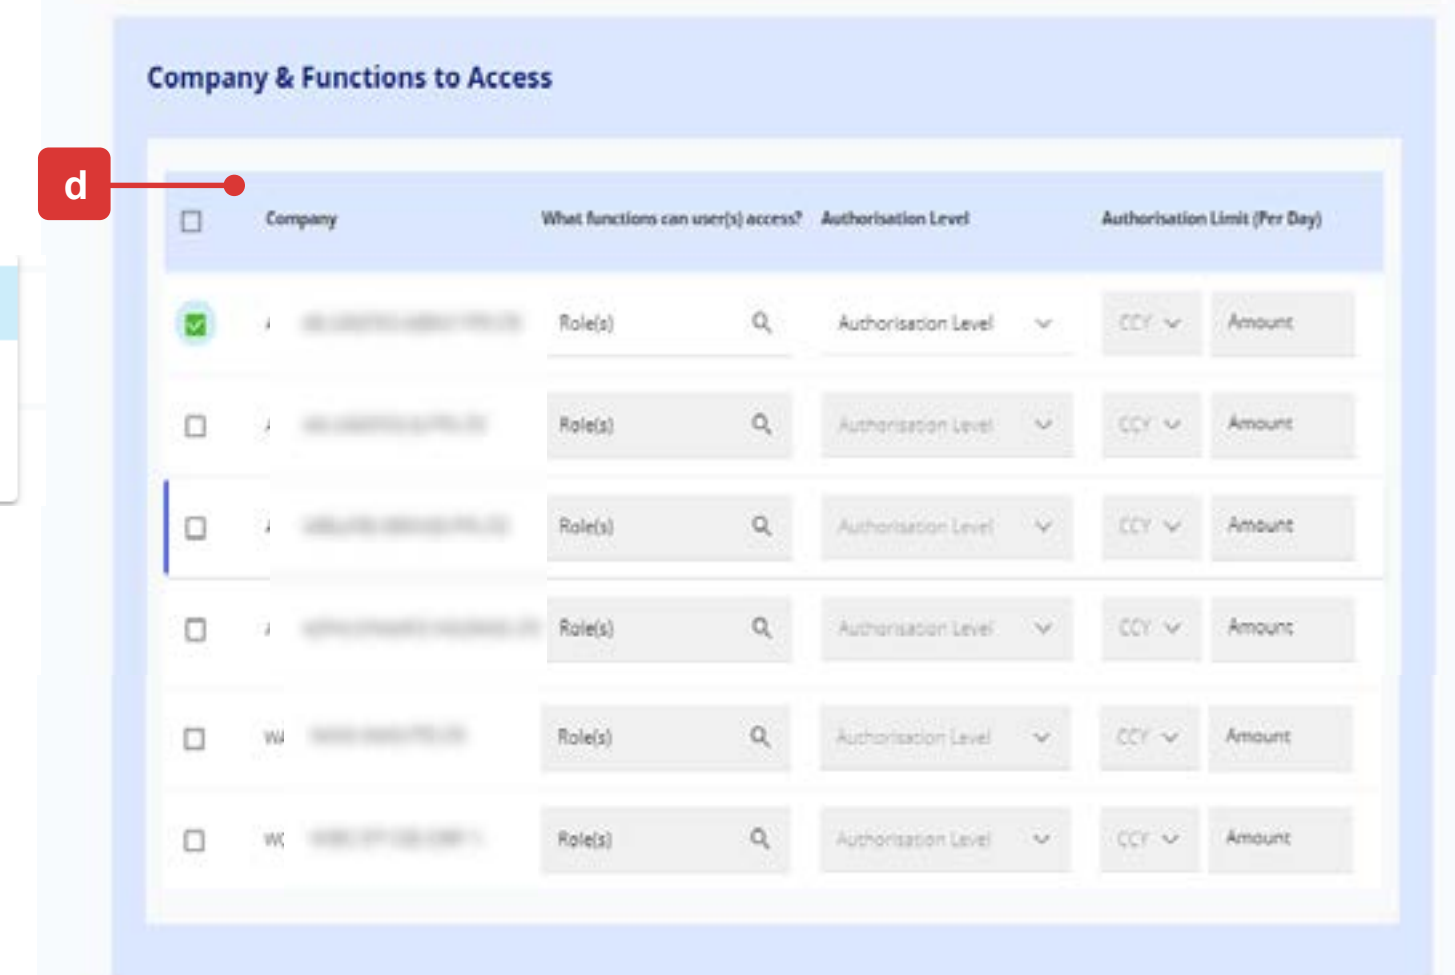 Company & Functions to Access
d
Company What functions can user(s) access? Authorisation Level Authorisation Limit (Per Day)
Role(s) Authorisation Level CCY Amount
Role(s) Authorisation Level CCY Amount
Role(s) Authorisation Level CCY Amount
Role(s) Authorisation Level CCY Amount
Role(s) Authorisation Level CCY Amount
Role(s) Authorisation Level CCY Amount